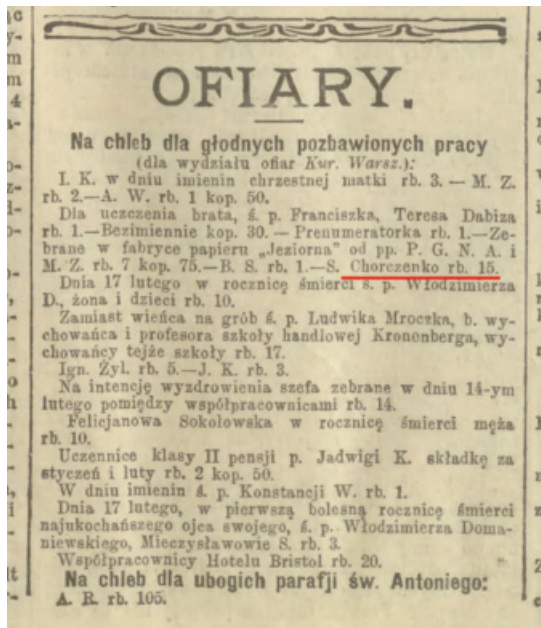 OFIARY.
Na chleb dla głodnych pozbawionych pracy
(dla wydziału ofiar Kur. Warsz.):
I. K. w dniu imienin chrzestnej matki rb. 3. — M. Z.
rb. 2.—A. W. rb. 1 kop. 50.
Dla uczczenia brata, ś. p. Franciszka, Teresa Dabiza
rb. 1.—Bezimiennie kop. 30. — Prenumeratorka rb. 1.—Ze-
brane w fabryce papieru „Jeziorna" od pp. P. G. N. A. i
M. Z. rb. 7 kop. 75.—B. S. rb. 1.—S. Chorczenko rb. 15.
Dnia 17 lutego w rocznicę śmierci ś. p. Włodzimierza
D., żona i dzieci rb. 10.
Zamiast wieńca na grób ś. p. Ludwika Mroczka, b. wy-
chowańca i profesora szkoły handlowej Kronenberga, wy-
chowańcy tejże szkoły rb. 17.
Ign. Żyl. rb. 5.—J. K. rb. 3.
Na intencję wyzdrowienia szefa zebrane w dniu 14-ym
lutego pomiędzy współpracownicami rb. 14.
Felicjanowa Sokołowska w rocznicę śmierci męża
rb. 10.
Uczennice klasy II pensji p. Jadwigi K. składkę za
styczeń i luty rb. 2 kop. 50.
W dniu imienin ś. p. Konstancji W. rb. 1.
Dnia 17 lutego, w pierwszą bolesną rocznicę śmierci
najukochańszego ojca swojego, ś. p. Włodzimierza Doma-
niewskiego, Mieczysławowie S. rb. 3.
Współpracownicy Hotelu Bristol rb. 20.
Na chleb dla ubogich parafji św. Antoniego:
A. R. rb. 105.